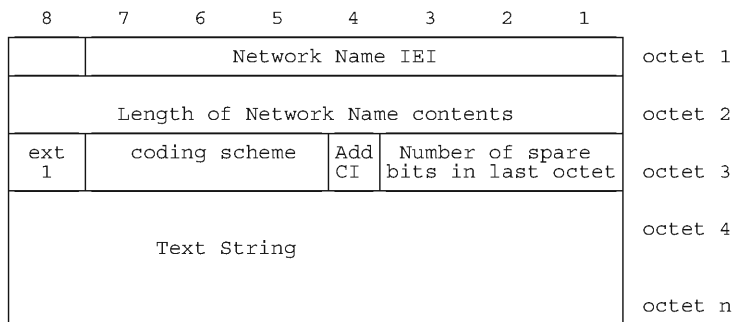 8 7 6 5 4 3 2 1
Network Name IEI octet 1
Length of Network Name contents octet 2
ext coding scheme Add Number of spare
1 CI bits in last octet octet 3
octet 4
Text String
octet n